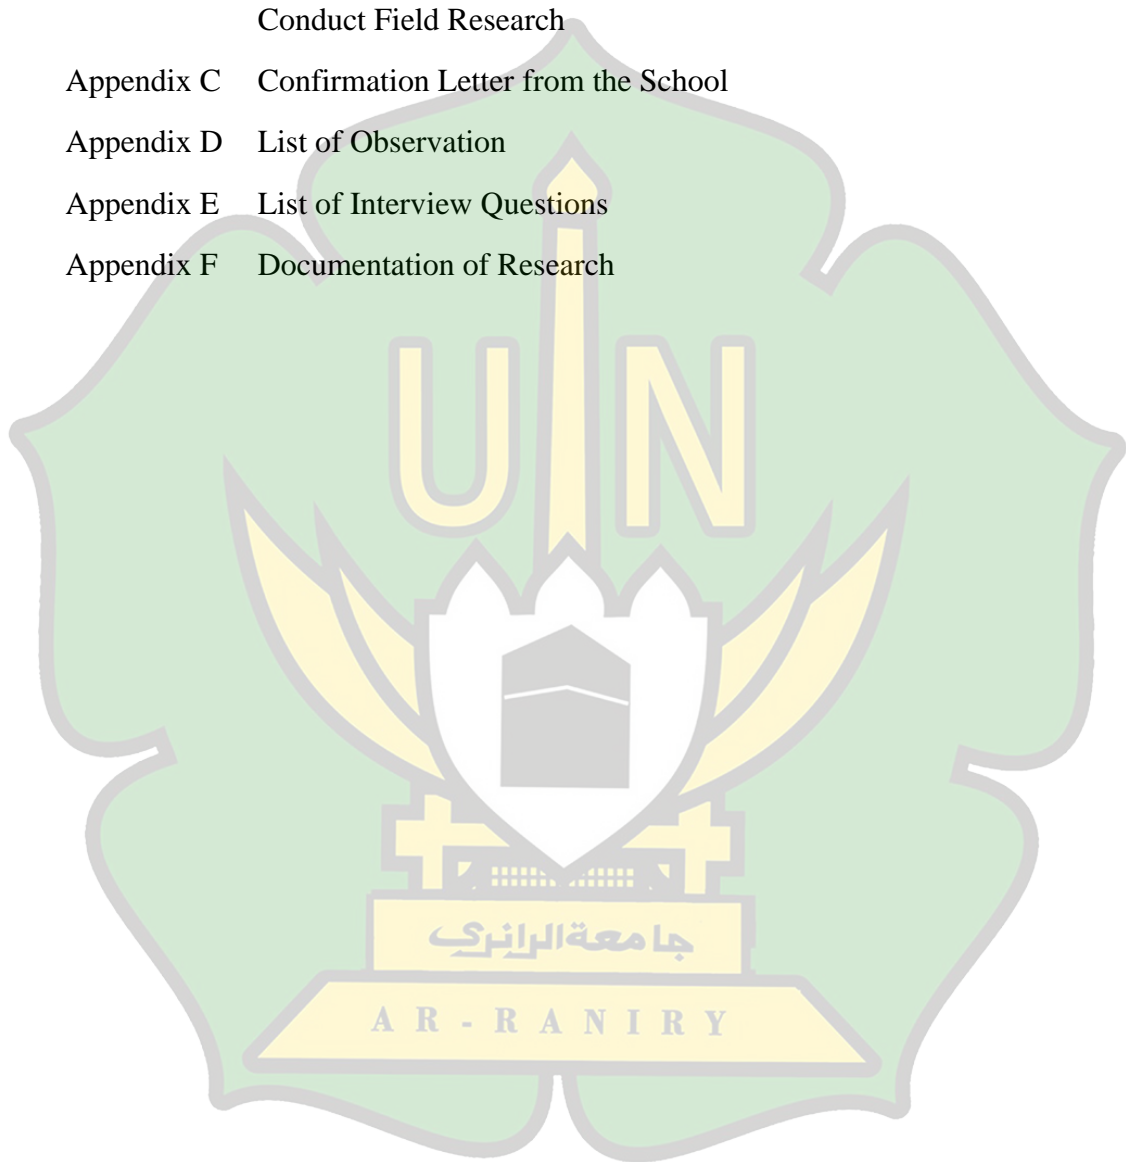 Conduct Field Research
Appendix C Confirmation Letter from the School
Appendix D List of Observation
Appendix E List of Interview Questions
Appendix F Documentation of Research
UIN
جامعةالرانري
AR-RANIRY